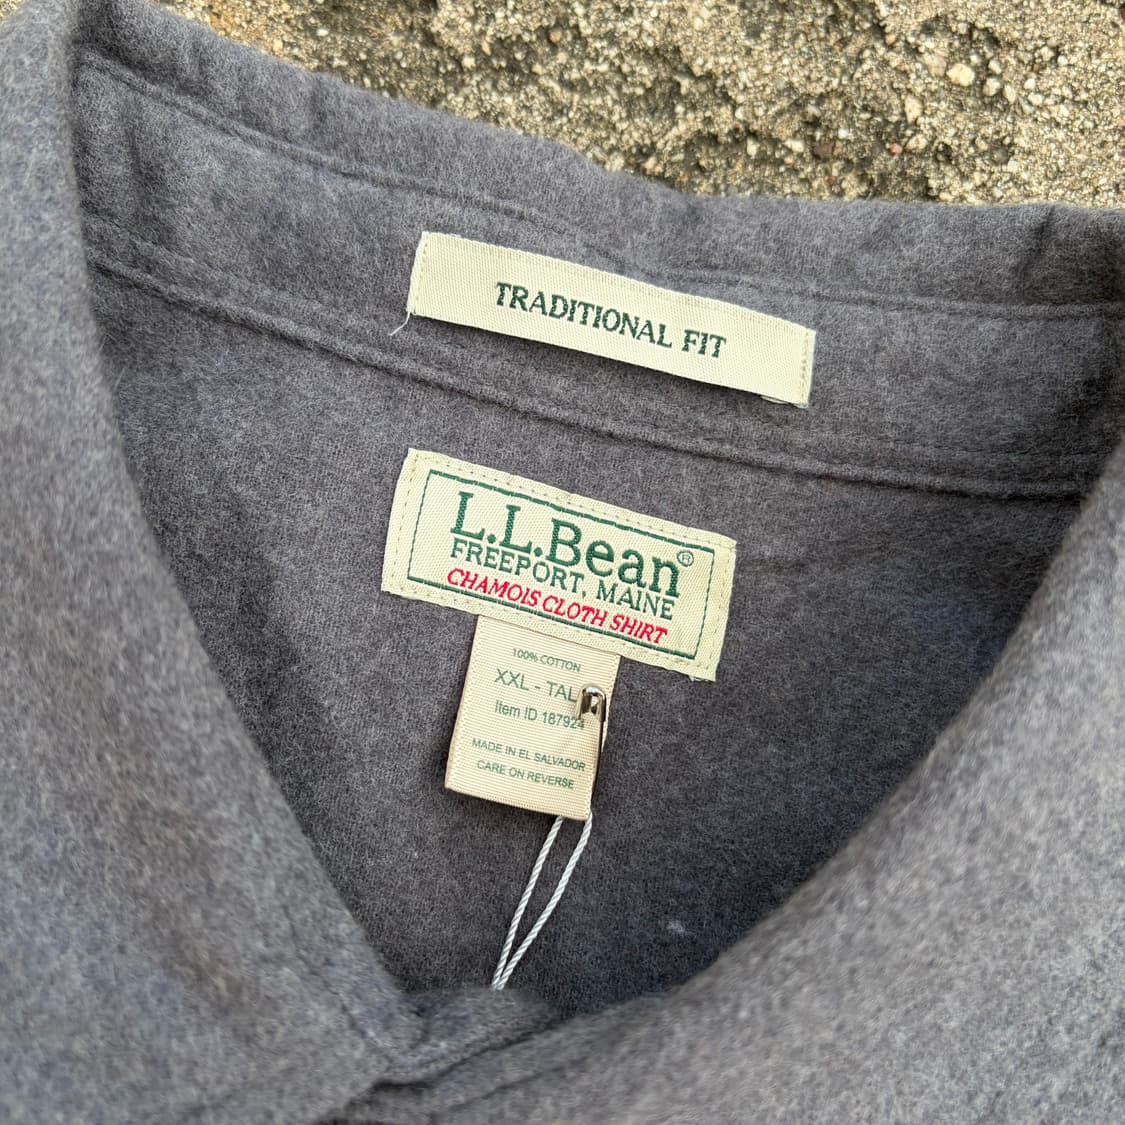 TRADITIONAL FIT
L.L.Bean®
FREEPORT, MAINE
CHAMOIS CLOTH SHIRT
100% COTTON
XXL - TAL
Item ID 187924
MADE IN EL SALVADOR
CARE ON REVERSE